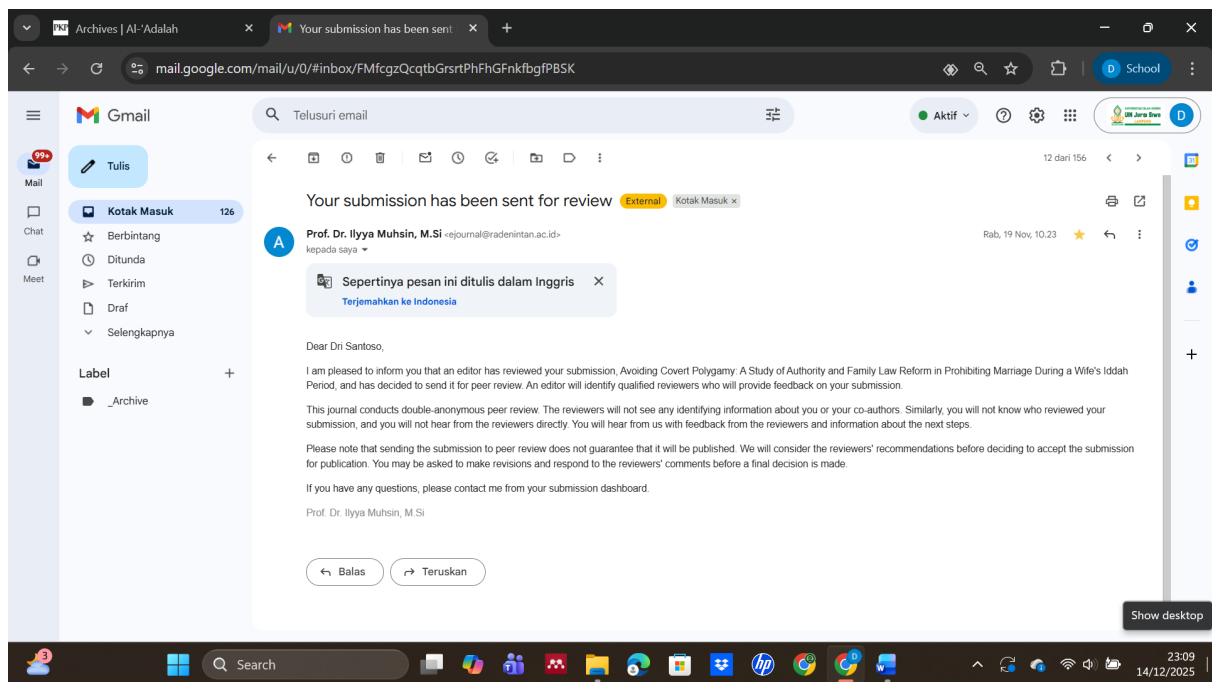 Archives | Al-'Adalah
Your submission has been sent
mail.google.com/mail/u/0/#inbox/FMfcgzQcqtbGrsrtPhFhGFnkfbgfPBSK
D School
Gmail
Telusuri email
Aktif
D
99+
Mail
Chat
Meet
Tulis
Kotak Masuk 126
Berbintang
Ditunda
Terkirim
Draf
Selengkapnya
Label
_Archive
12 dari 156
31
Your submission has been sent for review External Kotak Masuk ×
A
Prof. Dr. Ilyya Muhsin, M.Si <ejournal@radenintan.ac.id>
Rab, 19 Nov, 10.23
kepada saya
Sepertinya pesan ini ditulis dalam Inggris
Terjemahkan ke Indonesia
Dear Dri Santoso,
I am pleased to inform you that an editor has reviewed your submission, Avoiding Covert Polygamy: A Study of Authority and Family Law Reform in Prohibiting Marriage During a Wife's Iddah
Period, and has decided to send it for peer review. An editor will identify qualified reviewers who will provide feedback on your submission.
This journal conducts double-anonymous peer review. The reviewers will not see any identifying information about you or your co-authors. Similarly, you will not know who reviewed your
submission, and you will not hear from the reviewers directly. You will hear from us with feedback from the reviewers and information about the next steps.
Please note that sending the submission to peer review does not guarantee that it will be published. We will consider the reviewers' recommendations before deciding to accept the submission
for publication. You may be asked to make revisions and respond to the reviewers' comments before a final decision is made.
If you have any questions, please contact me from your submission dashboard.
Prof. Dr. Ilyya Muhsin, M.Si
Balas
Teruskan
Show desktop
3
Search
hp
23:09
14/12/2025